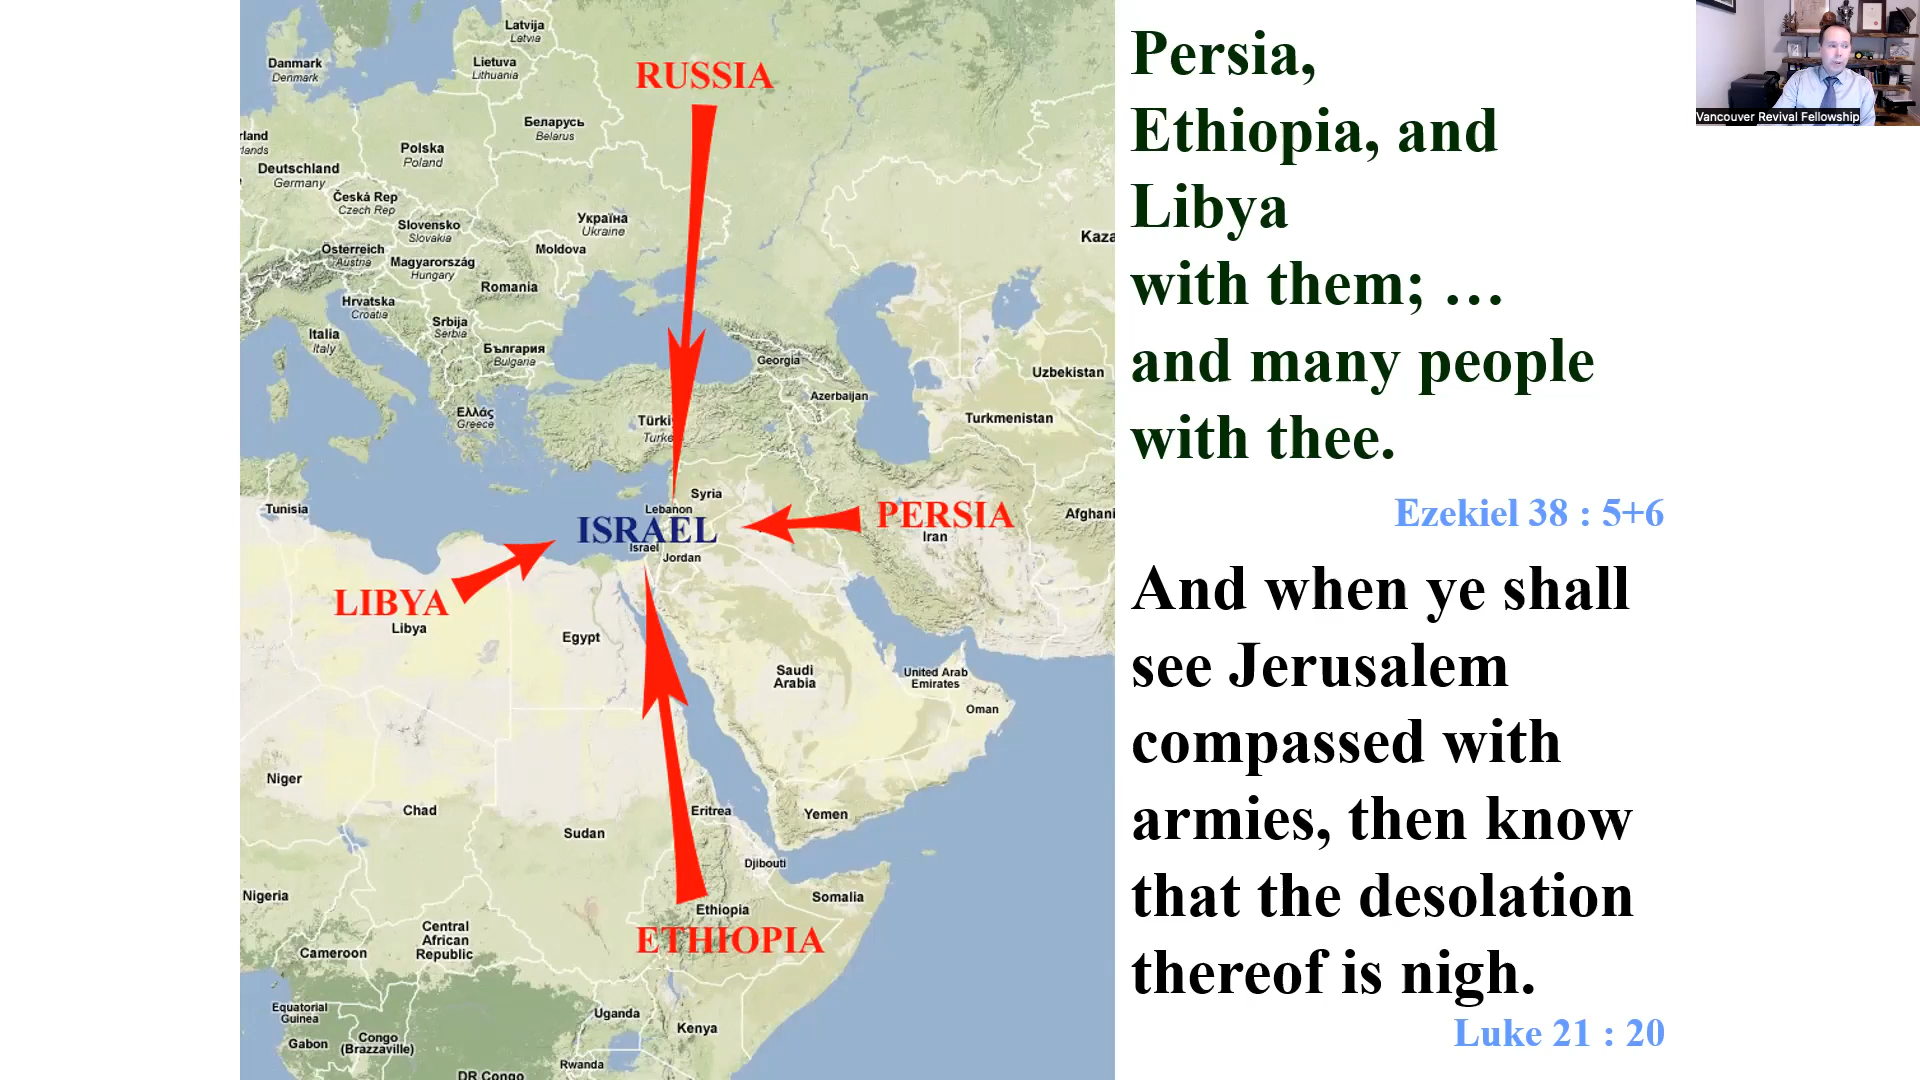 Latvija
Latvia
Danmark
Denmark
Lietuva
Lithuania
RUSSIA
Беларусь
Belarus
rland
lands
Polska
Poland
Deutschland
Germany
Česká Rep
Czech Rep
Slovensko
Slovakia
Україна
Ukraine
Österreich
Austria
Magyarország
Hungary
Moldova
Kaza
Romania
Hrvatska
Croatia
Srbija
Serbia
Italia
Italy
България
Bulgaria
Georgia
Uzbekistan
Azerbaijan
Ελλάς
Greece
Türki
Turke
Turkmenistan
Syria
Tunisia
Lebanon
PERSIA
Afghani
ISRAEL
Iran
Israel
Jordan
LIBYA
Libya
Egypt
Saudi
Arabia
United Arab
Emirates
Oman
Niger
Chad
Eritrea
Yemen
Sudan
Djibouti
Nigeria
Somalia
Ethiopia
Central
African
Republic
ETHIOPIA
Cameroon
Equatorial
Guinea
Uganda
Kenya
Gabon
Congo
(Brazzaville)
Rwanda
DR Congo
Persia,
Ethiopia, and
Libya
with them; …
and many people
with thee.
Ezekiel 38 : 5+6
And when ye shall
see Jerusalem
compassed with
armies, then know
that the desolation
thereof is nigh.
Luke 21 : 20
Vancouver Revival Fellowship